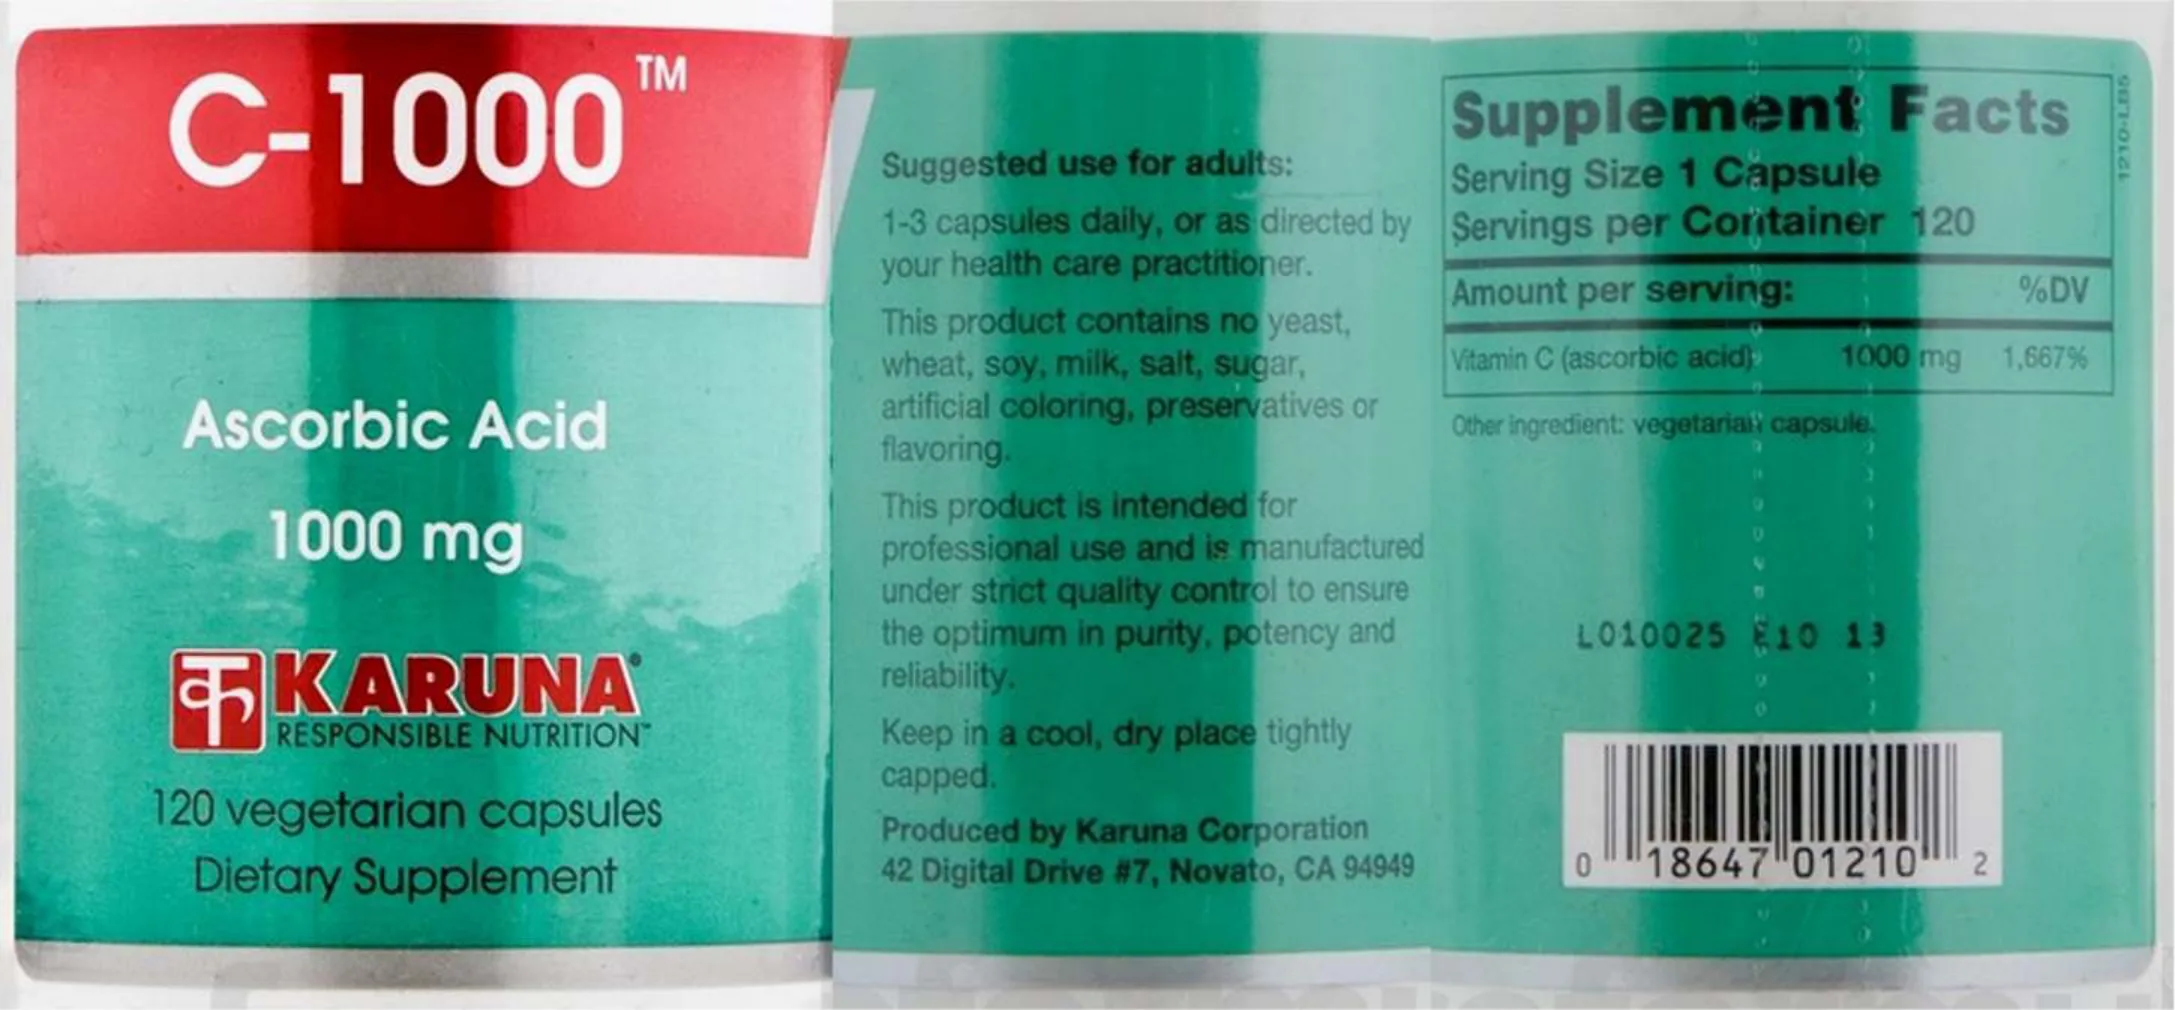 C-1000™
Ascorbic Acid
1000 mg
क KARUNA®
RESPONSIBLE NUTRITION™
120 vegetarian capsules
Dietary Supplement
Suggested use for adults:
1-3 capsules daily, or as directed by
your health care practitioner.
This product contains no yeast,
wheat, soy, milk, salt, sugar,
artificial coloring, preservatives or
flavoring.
This product is intended for
professional use and is manufactured
under strict quality control to ensure
the optimum in purity, potency and
reliability.
Keep in a cool, dry place tightly
capped.
Produced by Karuna Corporation
42 Digital Drive #7, Novato, CA 94949
Supplement Facts
Serving Size 1 Capsule
Servings per Container 120
Amount per serving: %DV
Vitamin C (ascorbic acid) 1000 mg 1,667%
Other ingredient: vegetarian capsule.
1210-LB5
L010025 E10 13
0 18647 01210 2